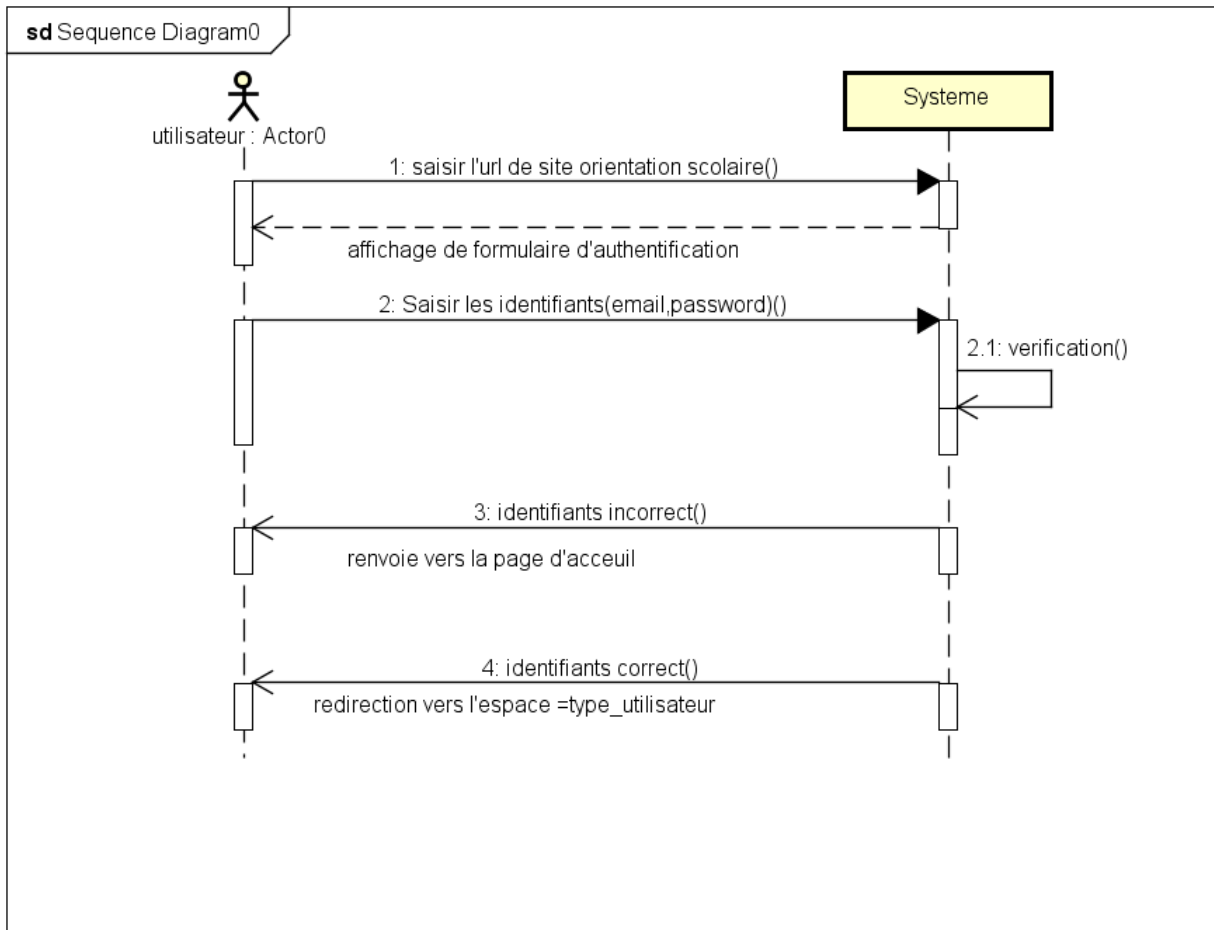 sd Sequence Diagram0
utilisateur : Actor0
Systeme
1: saisir l'url de site orientation scolaire()
affichage de formulaire d'authentification
2: Saisir les identifiants(email,password)()
2.1: verification()
3: identifiants incorrect()
renvoie vers la page d'acceuil
4: identifiants correct()
redirection vers l'espace =type_utilisateur